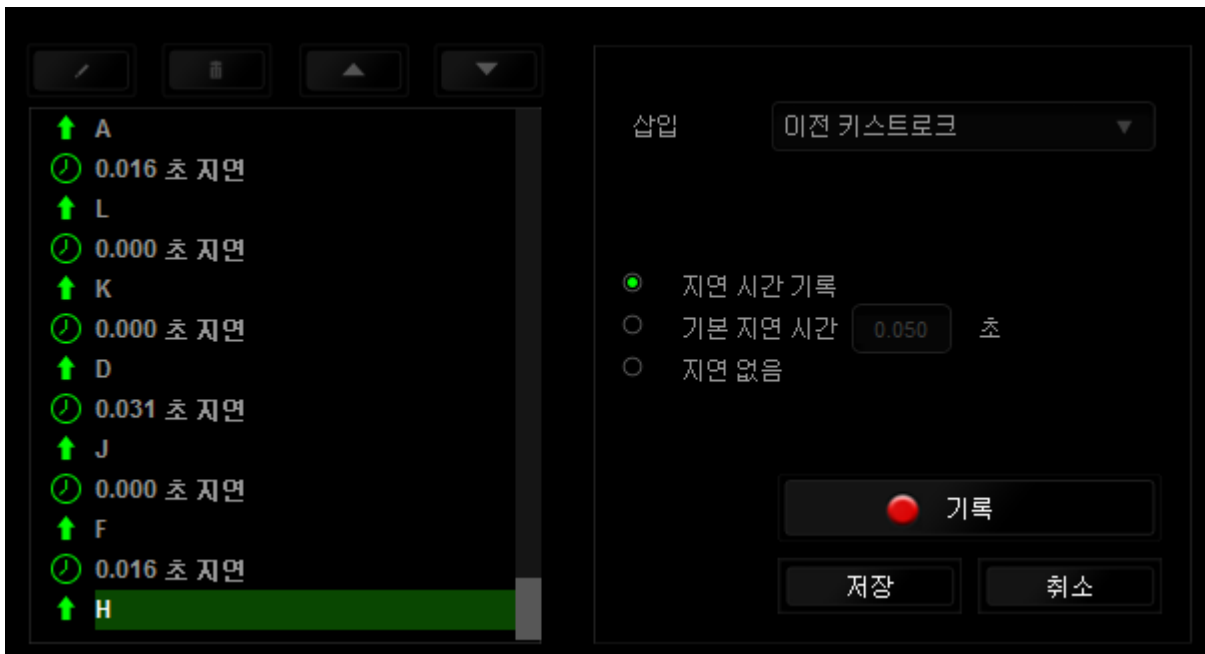 A
0.016 초 지연
L
0.000 초 지연
K
0.000 초 지연
D
0.031 초 지연
J
0.000 초 지연
F
0.016 초 지연
H
삽입 이전 키스트로크
지연 시간 기록
기본 지연 시간 0.050 초
지연 없음
기록
저장 취소